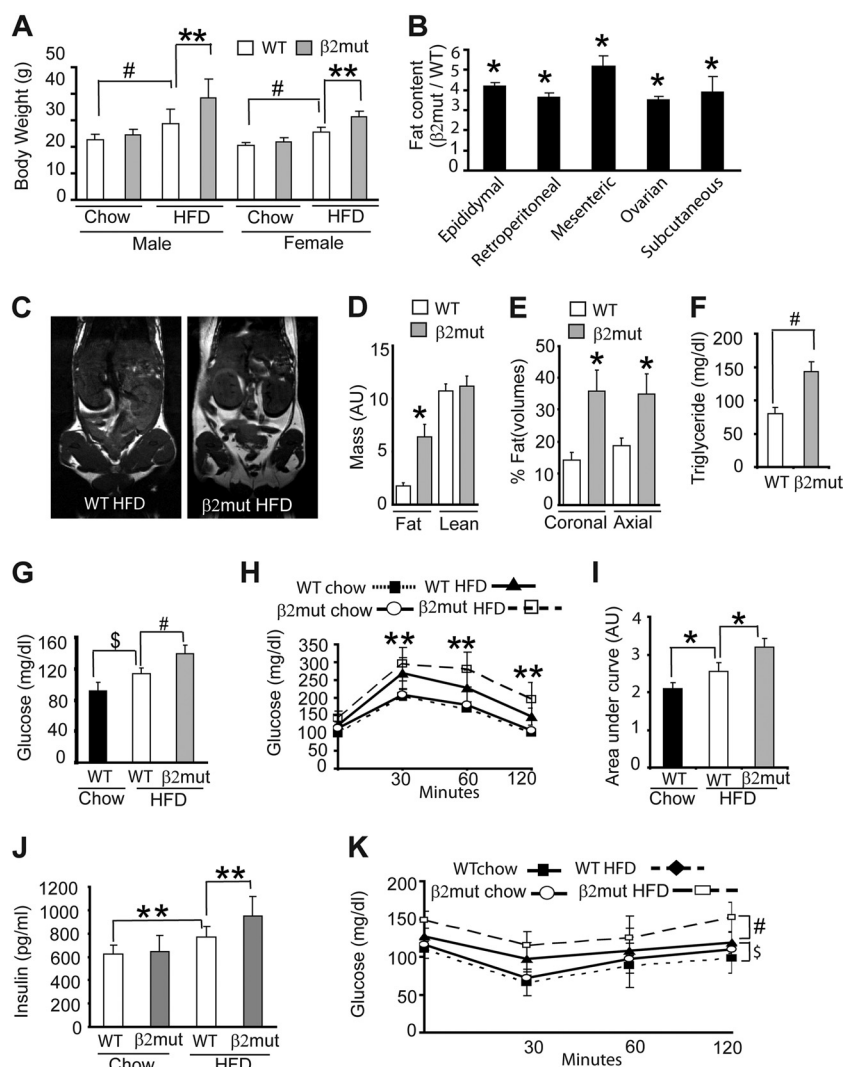 A
** WT β2mut
# # **
Body Weight (g)
50
40
30
20
10
0
Chow HFD Chow HFD
Male Female
B
Fat content
(β2mut / WT)
6
5
4
3
2
1
0
* * * * *
Epididymal
Retroperitoneal
Mesenteric
Ovarian
Subcutaneous
C
WT HFD
β2mut HFD
D
WT
β2mut
Mass (AU)
15
10
5
0
*
Fat Lean
E
WT
β2mut
% Fat(volumes)
50
40
30
20
10
0
* *
Coronal Axial
F
#
Triglyceride (mg/dl)
200
150
100
50
0
WT β2mut
G
Glucose (mg/dl)
160
120
80
40
0
$ #
WT WT β2mut
Chow HFD
H
WT chow WT HFD
β2mut chow β2mut HFD
Glucose (mg/dl)
350
300
250
200
150
100
50
0
** ** **
30 60 120
Minutes
I
Area under curve (AU)
4
3
2
1
0
* *
WT WT β2mut
Chow HFD
J
Insulin (pg/ml)
1200
1000
800
600
400
200
0
** **
WT β2mut WT β2mut
Chow HFD
K
WTchow WT HFD
β2mut chow β2mut HFD
Glucose (mg/dl)
200
150
100
50
0
#
$
30 60 120
Minutes